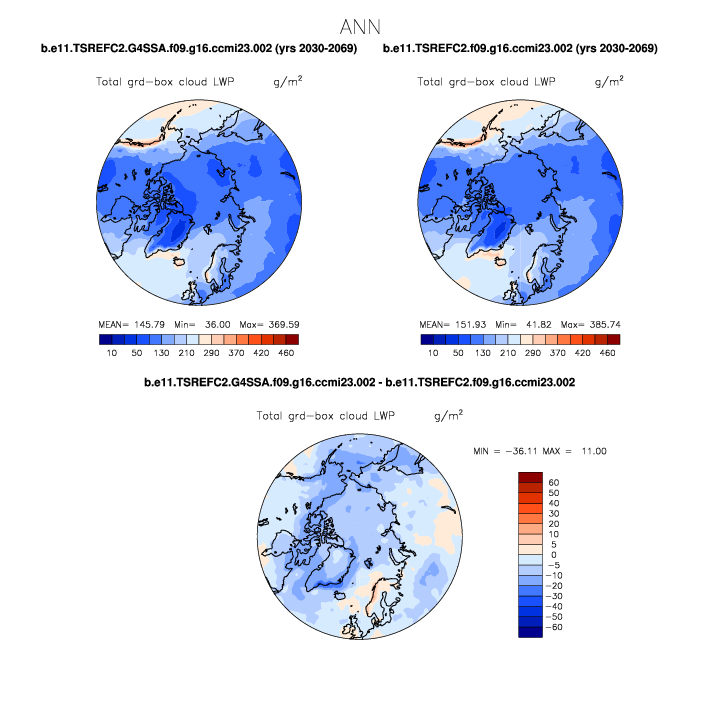 ANN
b.e11.TSREFC2.G4SSA.f09.g16.ccmi23.002 (yrs 2030-2069) b.e11.TSREFC2.f09.g16.ccmi23.002 (yrs 2030-2069)
Total grd-box cloud LWP g/m² Total grd-box cloud LWP g/m²
MEAN= 145.79 Min= 36.00 Max= 369.59 MEAN= 151.93 Min= 41.82 Max= 385.74
10 50 130 210 290 370 420 460 10 50 130 210 290 370 420 460
b.e11.TSREFC2.G4SSA.f09.g16.ccmi23.002 - b.e11.TSREFC2.f09.g16.ccmi23.002
Total grd-box cloud LWP g/m²
MIN = -36.11 MAX = 11.00
60
50
40
30
20
10
5
0
-5
-10
-20
-30
-40
-50
-60